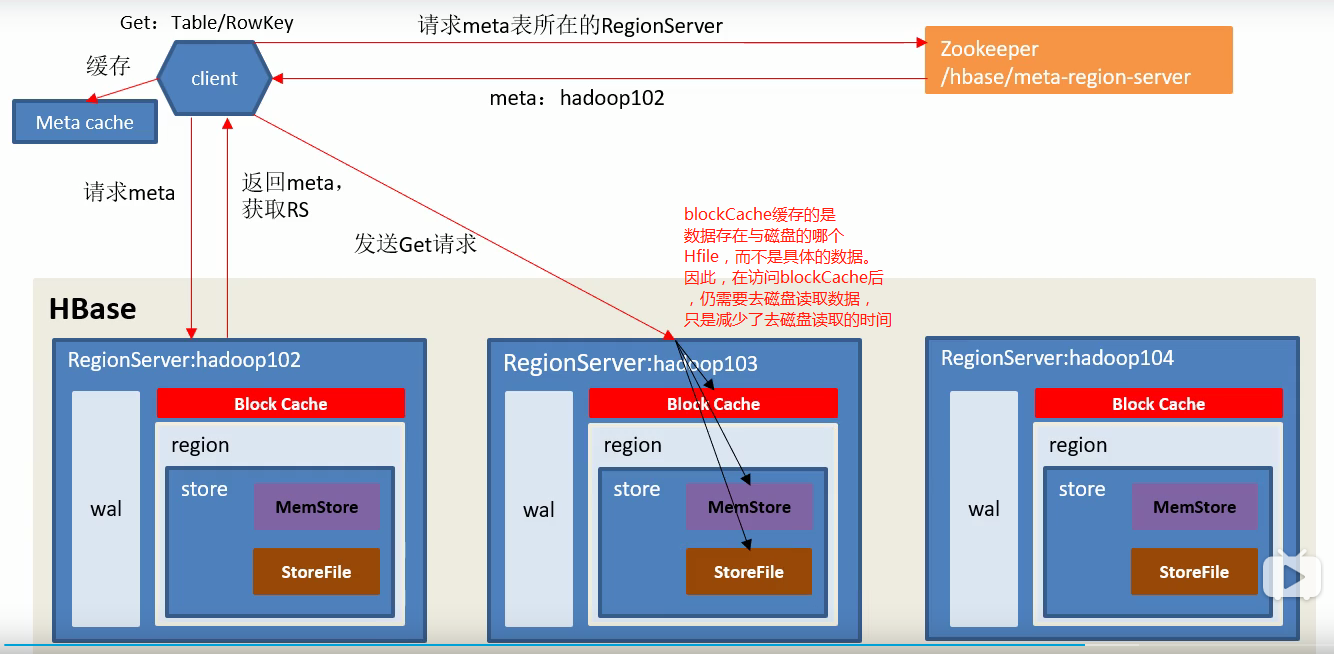 Get：Table/RowKey
请求meta表所在的RegionServer
缓存
client
Zookeeper
/hbase/meta-region-server
meta：hadoop102
Meta cache
请求meta
返回meta，
获取RS
发送Get请求
blockCache缓存的是
数据存在与磁盘的哪个
Hfile，而不是具体的数据。
因此，在访问blockCache后
，仍需要去磁盘读取数据，
只是减少了去磁盘读取的时间
HBase
RegionServer:hadoop102
Block Cache
region
store
wal
MemStore
StoreFile
RegionServer:hadoop103
Block Cache
region
store
wal
MemStore
StoreFile
RegionServer:hadoop104
Block Cache
region
store
wal
MemStore
StoreFile